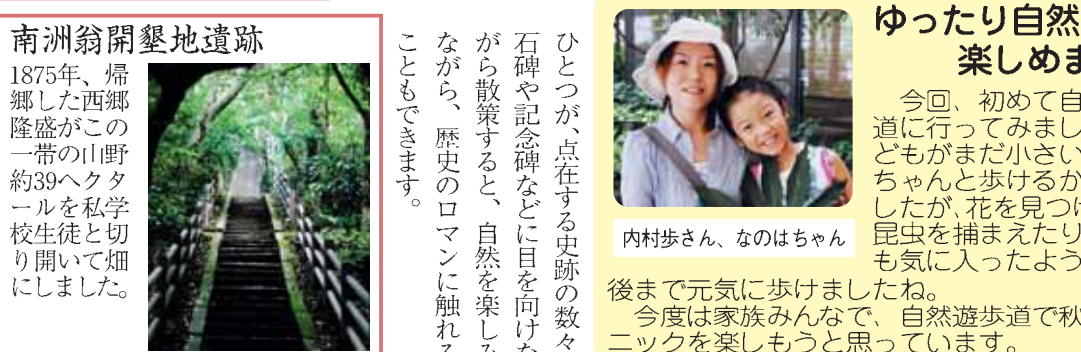 南洲翁開墾地遺跡
1875年、帰
郷した西郷
隆盛がこの
一帯の山野
約39ヘクタ
ールを私学
校生徒と切
り開いて畑
にしました。
ひとつが、点在する史跡の数々
石碑や記念碑などに目を向けな
がら散策すると、自然を楽しみ
ながら、歴史のロマンに触れる
こともできます。
ゆったり自然
楽しめま
今回、初めて自
道に行ってみまし
どもがまだ小さい
ちゃんと歩けるか
したが、花を見つけ
昆虫を捕まえたり
も気に入ったよう
後まで元気に歩けましたね。
今度は家族みんなで、自然遊歩道で秋
ニックを楽しもうと思っています。
内村歩さん、なのはちゃん